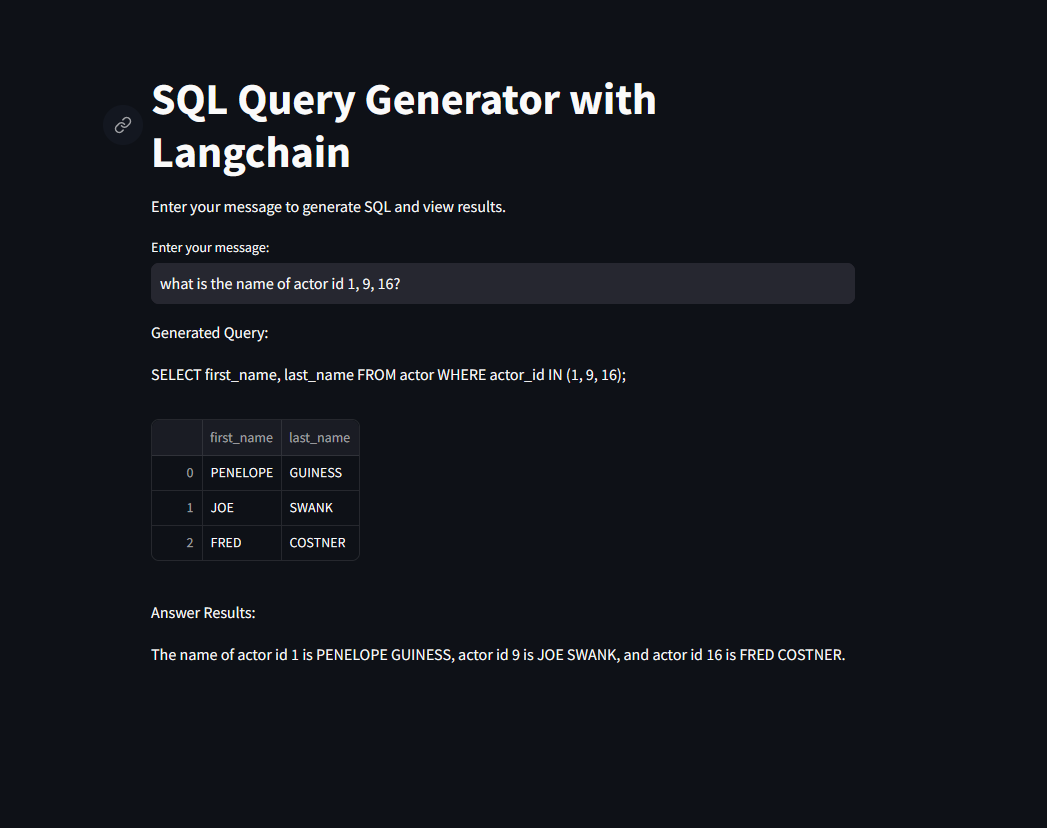 SQL Query Generator with
Langchain
Enter your message to generate SQL and view results.
Enter your message:
what is the name of actor id 1, 9, 16?
Generated Query:
SELECT first_name, last_name FROM actor WHERE actor_id IN (1, 9, 16);
first_name last_name
0 PENELOPE GUINESS
1 JOE SWANK
2 FRED COSTNER
Answer Results:
The name of actor id 1 is PENELOPE GUINESS, actor id 9 is JOE SWANK, and actor id 16 is FRED COSTNER.